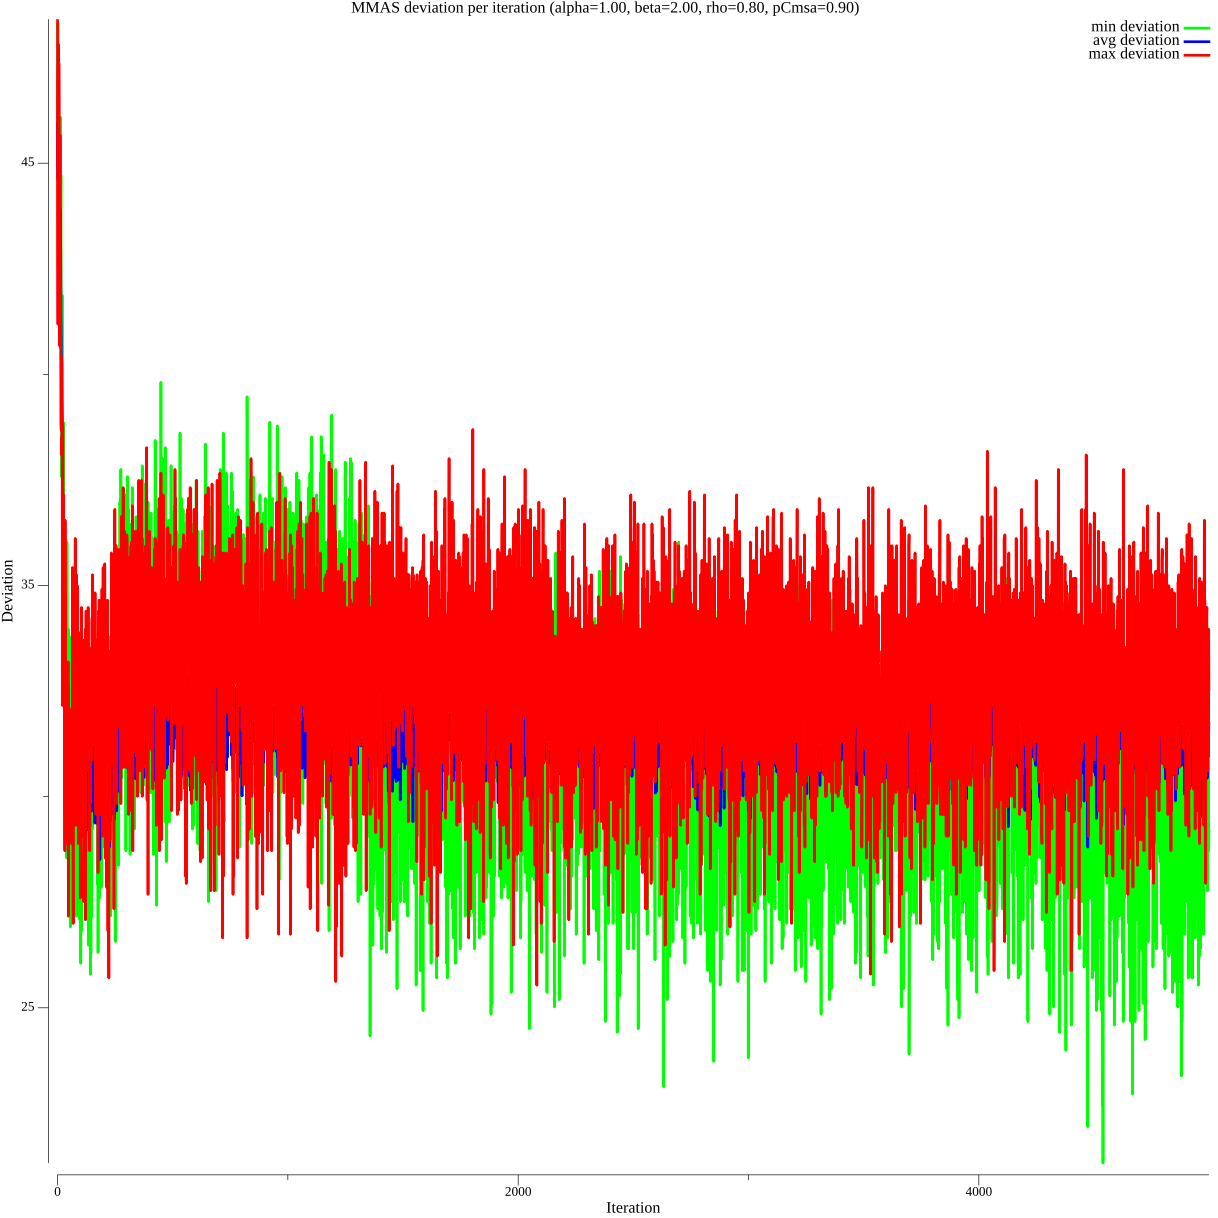 MMAS deviation per iteration (alpha=1.00, beta=2.00, rho=0.80, pCmsa=0.90)
min deviation
avg deviation
max deviation
45
35
25
Deviation
0
2000
4000
Iteration